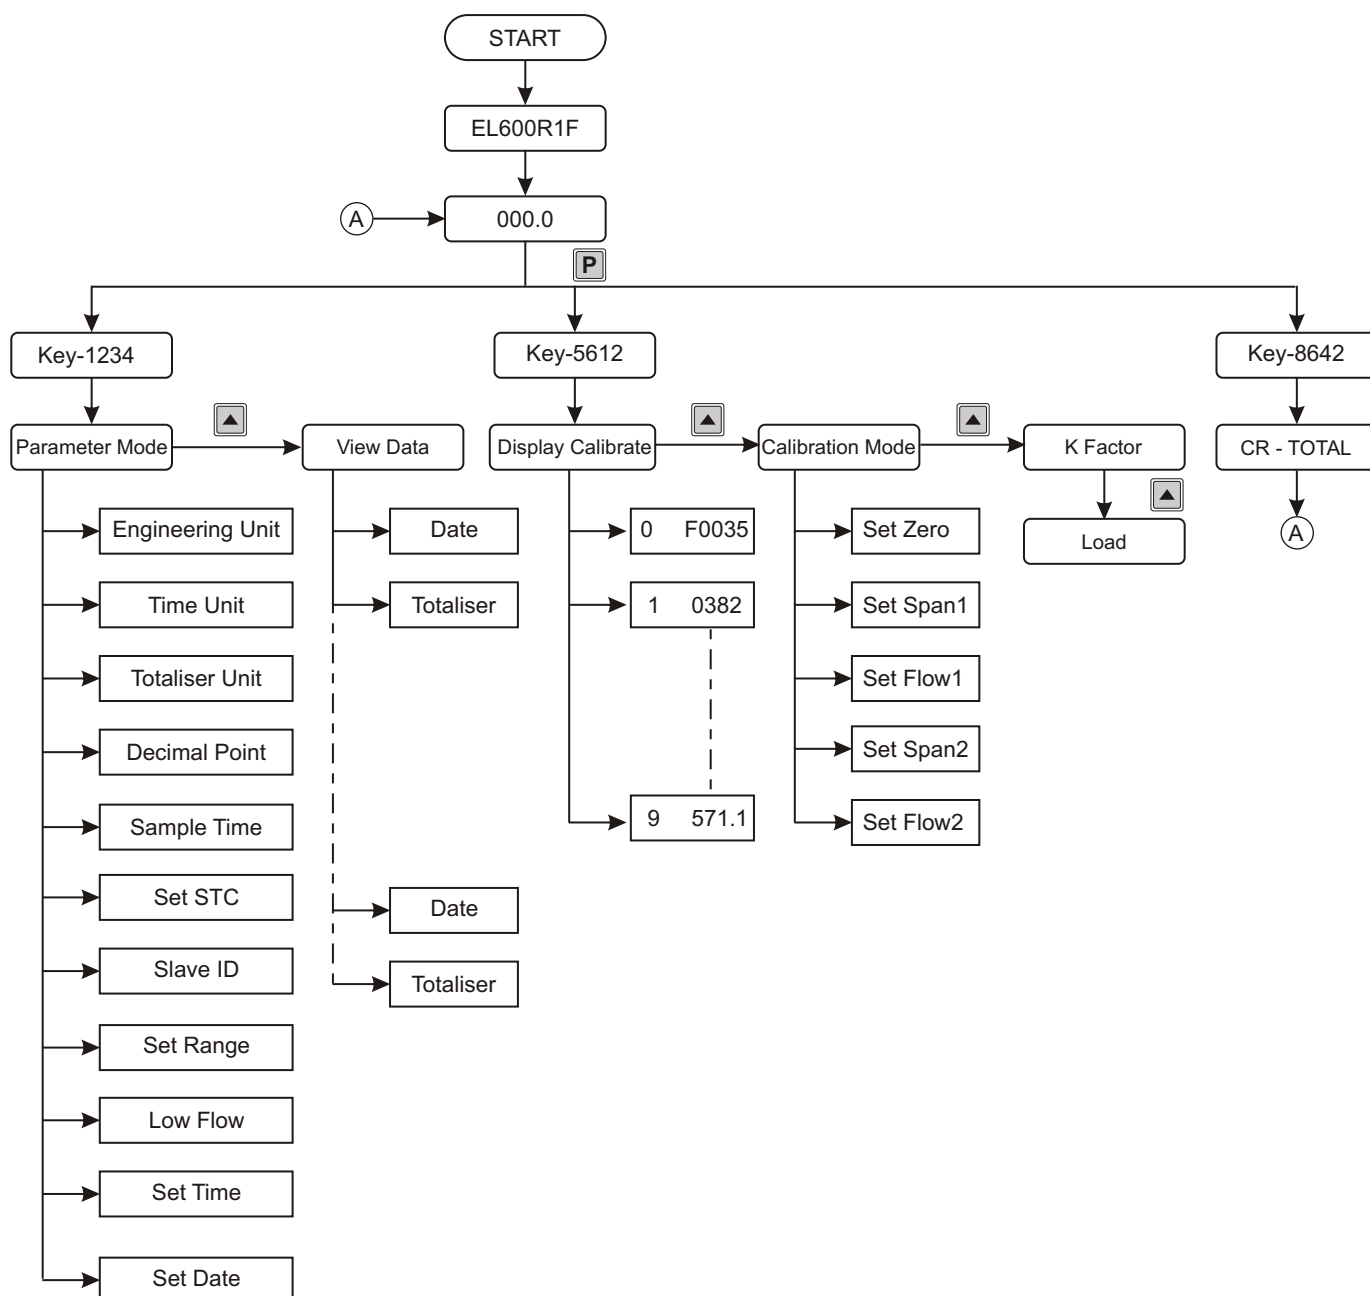 START
EL600R1F
A
000.0
P
Key-1234
Key-5612
Key-8642
Parameter Mode
View Data
Display Calibrate
Calibration Mode
K Factor
CR - TOTAL
Engineering Unit
Time Unit
Totaliser Unit
Decimal Point
Sample Time
Set STC
Slave ID
Set Range
Low Flow
Set Time
Set Date
Date
Totaliser
Date
Totaliser
0 F0035
1 0382
9 571.1
Set Zero
Set Span1
Set Flow1
Set Span2
Set Flow2
Load
A